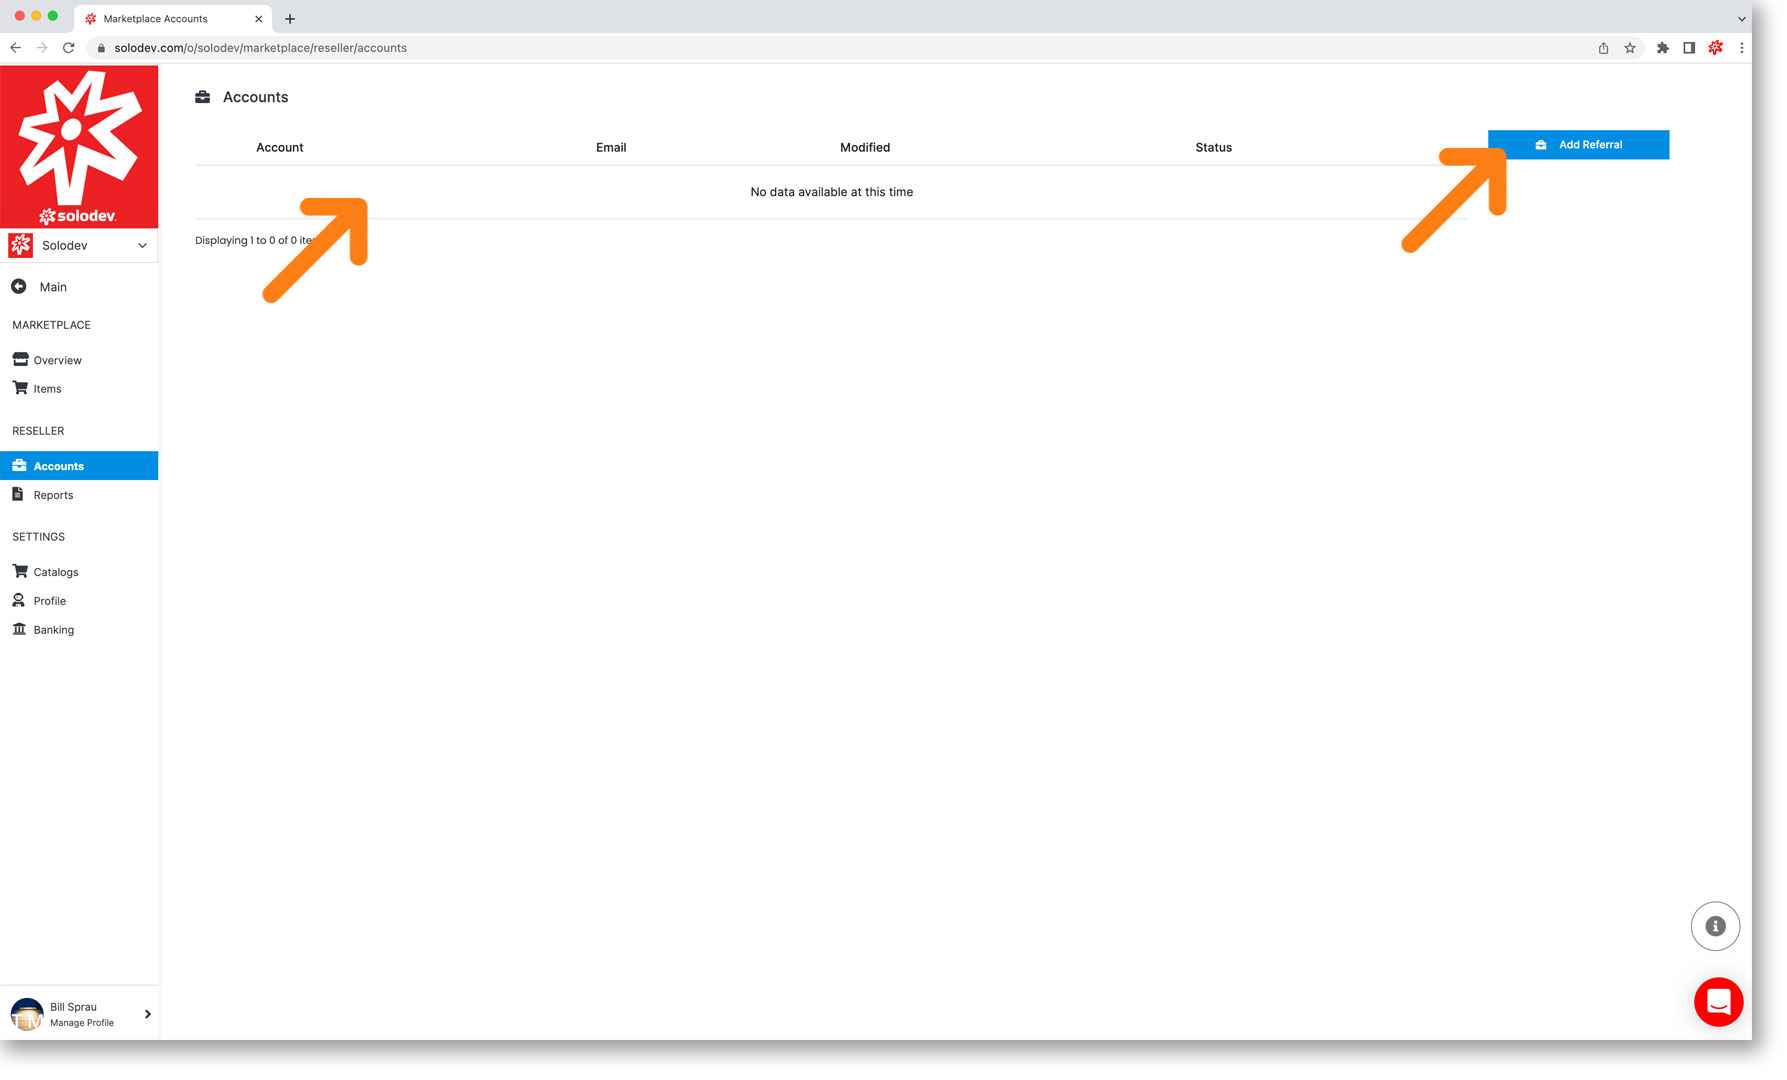 Marketplace Accounts
solodev.com/o/solodev/marketplace/reseller/accounts
solodev
Solodev
Main
MARKETPLACE
Overview
Items
RESELLER
Accounts
Reports
SETTINGS
Catalogs
Profile
Banking
Bill Sprau
Manage Profile
Accounts
Account Email Modified Status
Add Referral
No data available at this time
Displaying 1 to 0 of 0